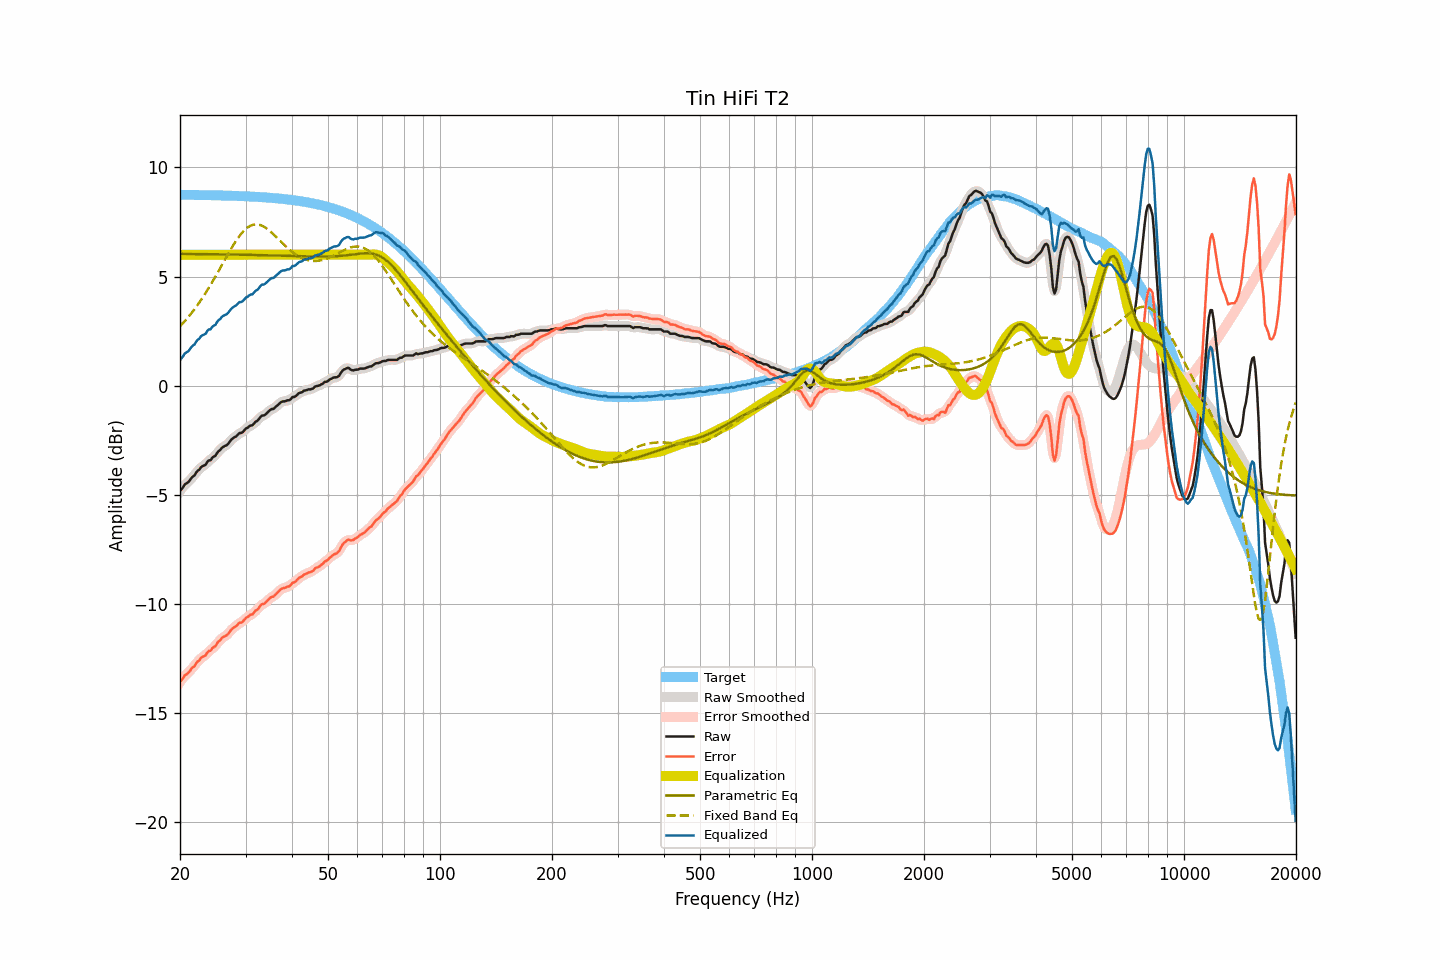 Tin HiFi T2
Amplitude (dBr)
10
5
0
−5
−10
−15
−20
Target
Raw Smoothed
Error Smoothed
Raw
Error
Equalization
Parametric Eq
Fixed Band Eq
Equalized
20 50 100 200 500 1000 2000 5000 10000 20000
Frequency (Hz)